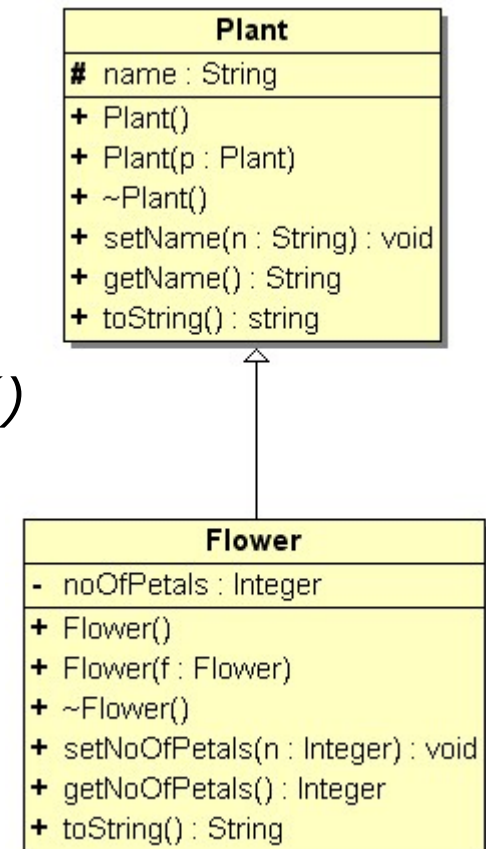 Plant
# name : String
+ Plant()
+ Plant(p : Plant)
+ ~Plant()
+ setName(n : String) : void
+ getName() : String
+ toString() : string
()
Flower
- noOfPetals : Integer
+ Flower()
+ Flower(f : Flower)
+ ~Flower()
+ setNoOfPetals(n : Integer) : void
+ getNoOfPetals() : Integer
+ toString() : String